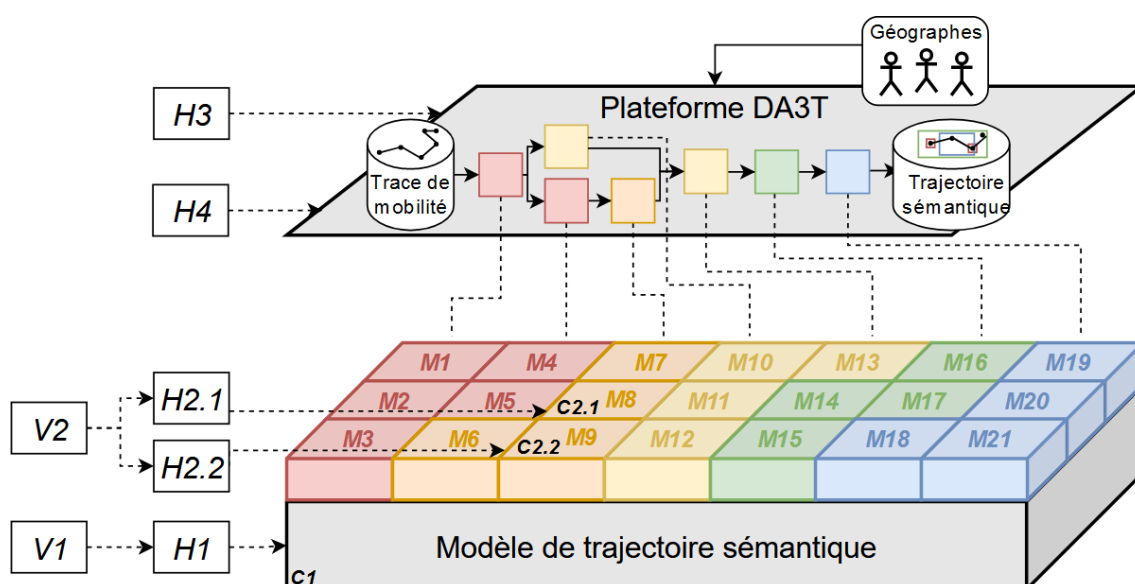 Géographes
Plateforme DA3T
H3
Trace de
mobilité
Trajectoire
sémantique
H4
M1 M4 M7 M10 M13 M16 M19
H2.1
M2 M5 C2.1 M8 M11 M14 M17 M20
V2
M3 M6 C2.2 M9 M12 M15 M18 M21
H2.2
V1
H1
Modèle de trajectoire sémantique
C1